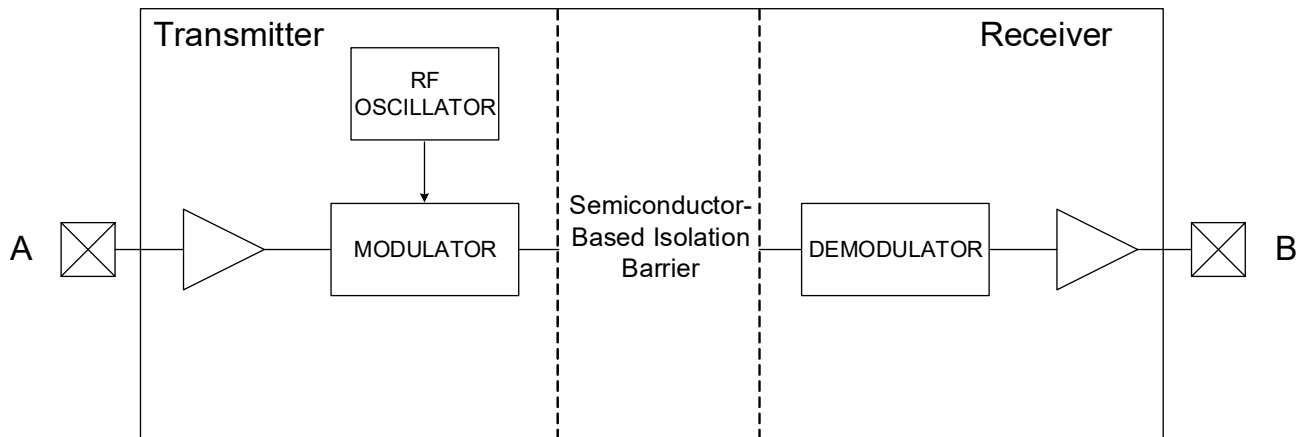 Transmitter
Receiver
RF
OSCILLATOR
A
MODULATOR
Semiconductor-
Based Isolation
Barrier
DEMODULATOR
B